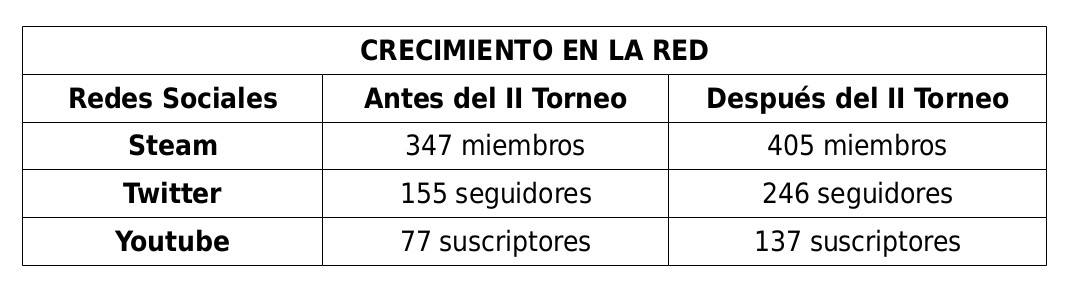 CRECIMIENTO EN LA RED
Redes Sociales Antes del II Torneo Después del II Torneo
Steam 347 miembros 405 miembros
Twitter 155 seguidores 246 seguidores
Youtube 77 suscriptores 137 suscriptores